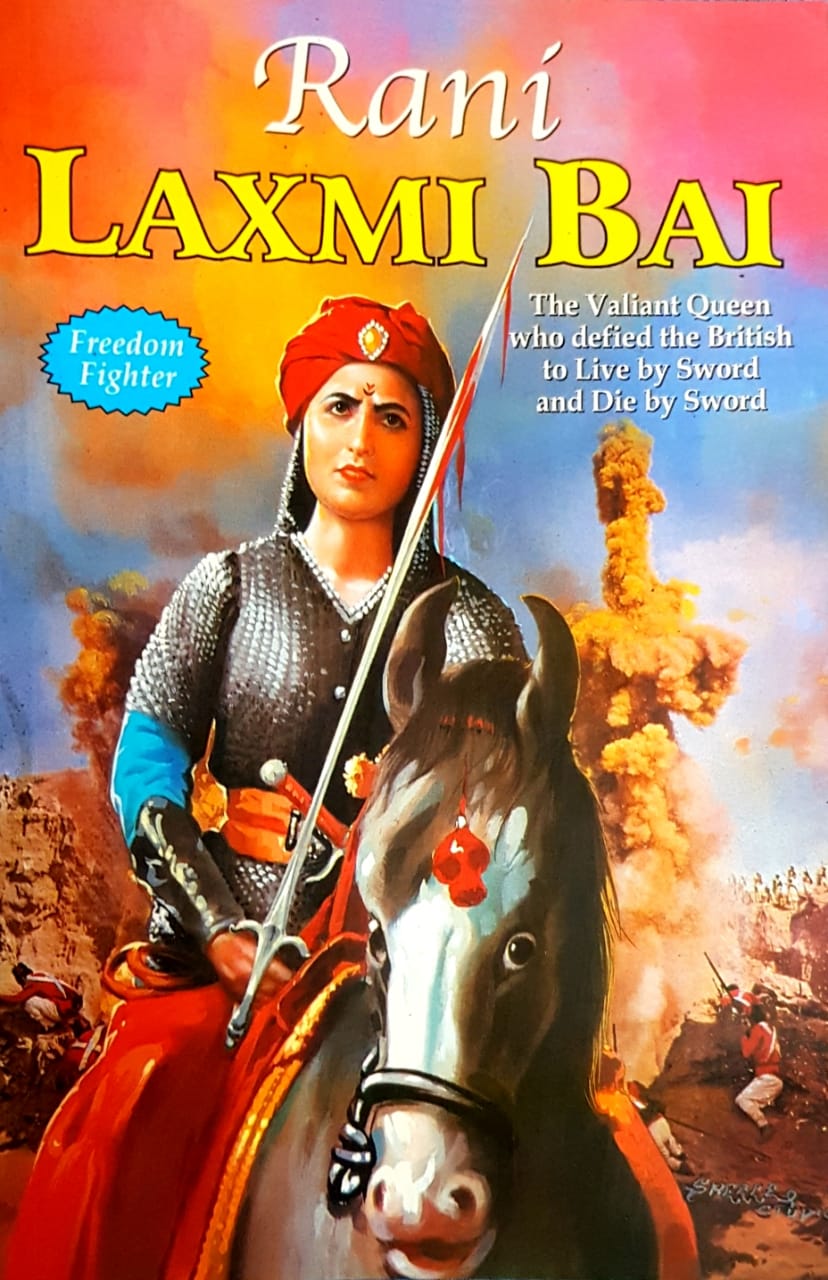 Rani
LAXMI BAI
Freedom
Fighter
The Valiant Queen
who defied the British
to Live by Sword
and Die by Sword